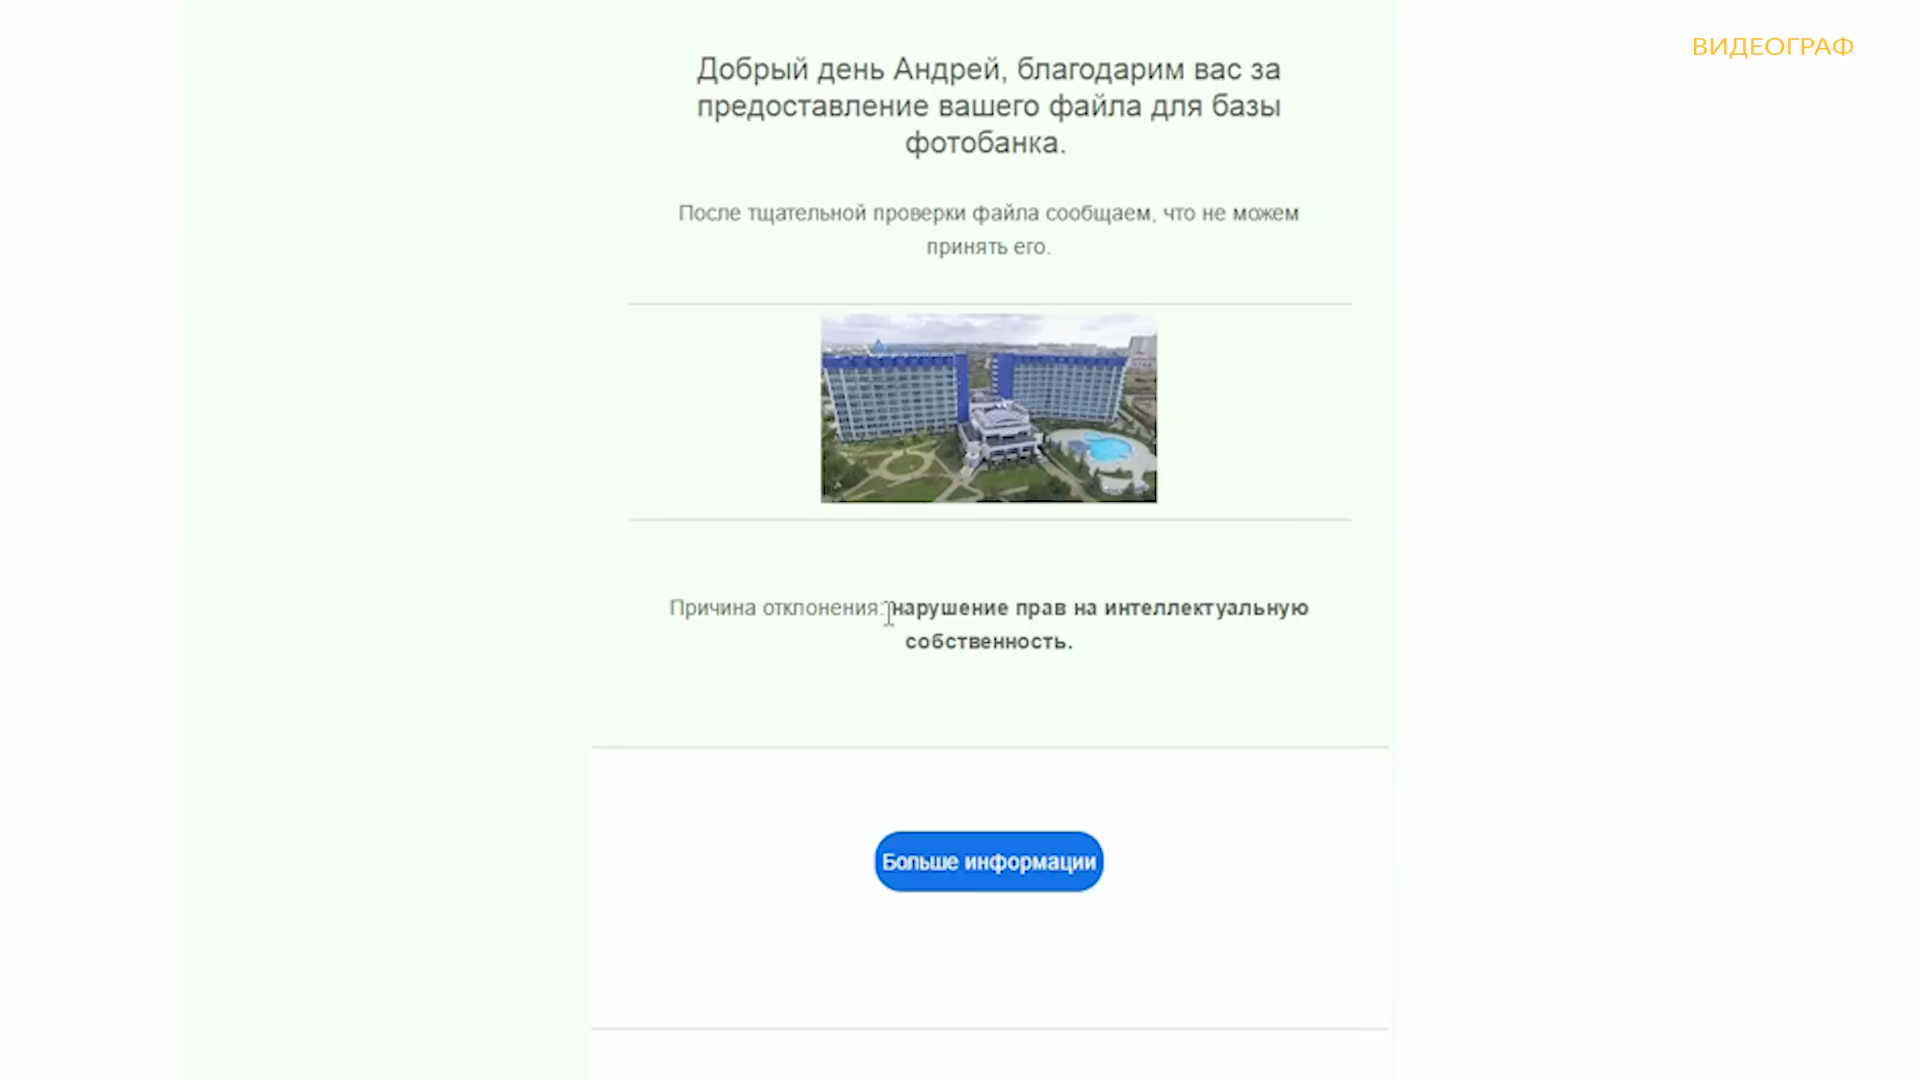 ВИДЕОГРАФ
Добрый день Андрей, благодарим вас за
предоставление вашего файла для базы
фотобанка.
После тщательной проверки файла сообщаем, что не можем
принять его.
Причина отклонения: нарушение прав на интеллектуальную
собственность.
Больше информации